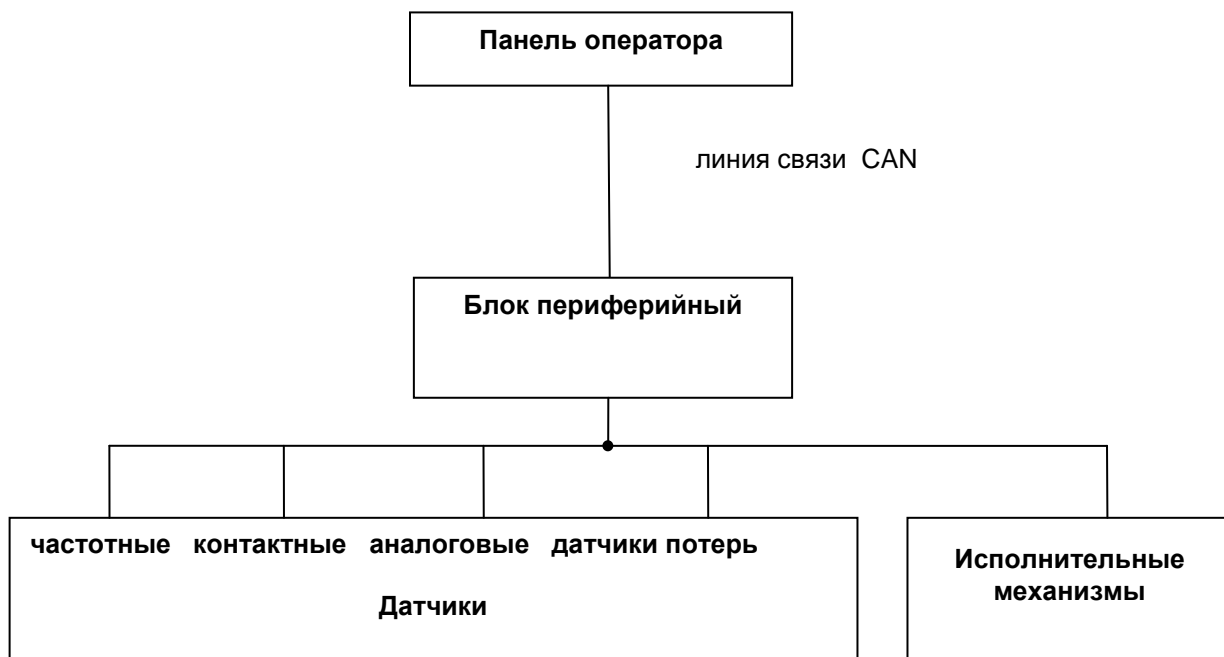 Панель оператора
линия связи CAN
Блок периферийный
частотные контактные аналоговые датчики потерь
Датчики
Исполнительные
механизмы